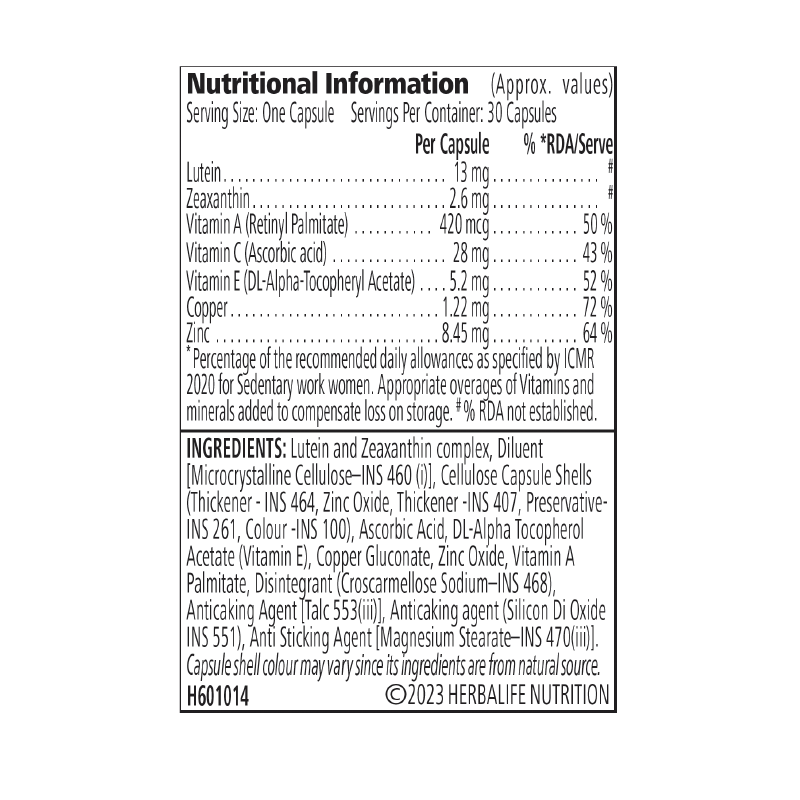 Nutritional Information (Approx. values)
Serving Size: One Capsule Servings Per Container: 30 Capsules
Per Capsule % *RDA/Serve
Lutein .............................. 13 mg ............... #
Zeaxanthin .......................... 2.6 mg ............... #
Vitamin A (Retinyl Palmitate) ........... 420 mcg ............ 50 %
Vitamin C (Ascorbic acid) ............... 28 mg ............ 43 %
Vitamin E (DL-Alpha-Tocopheryl Acetate) .... 5.2 mg ............ 52 %
Copper .............................. 1.22 mg ............ 72 %
Zinc ................................ 8.45 mg ............ 64 %
*Percentage of the recommended daily allowances as specified by ICMR
2020 for Sedentary work women. Appropriate overages of Vitamins and
minerals added to compensate loss on storage. #% RDA not established.
INGREDIENTS: Lutein and Zeaxanthin complex, Diluent
[Microcrystalline Cellulose–INS 460 (i)], Cellulose Capsule Shells
(Thickener - INS 464, Zinc Oxide, Thickener -INS 407, Preservative-
INS 261, Colour -INS 100), Ascorbic Acid, DL-Alpha Tocopherol
Acetate (Vitamin E), Copper Gluconate, Zinc Oxide, Vitamin A
Palmitate, Disintegrant (Croscarmellose Sodium–INS 468),
Anticaking Agent [Talc 553(iii)], Anticaking agent (Silicon Di Oxide
INS 551), Anti Sticking Agent [Magnesium Stearate–INS 470(iii)].
Capsule shell colour may vary since its ingredients are from natural source.
H601014 ©2023 HERBALIFE NUTRITION